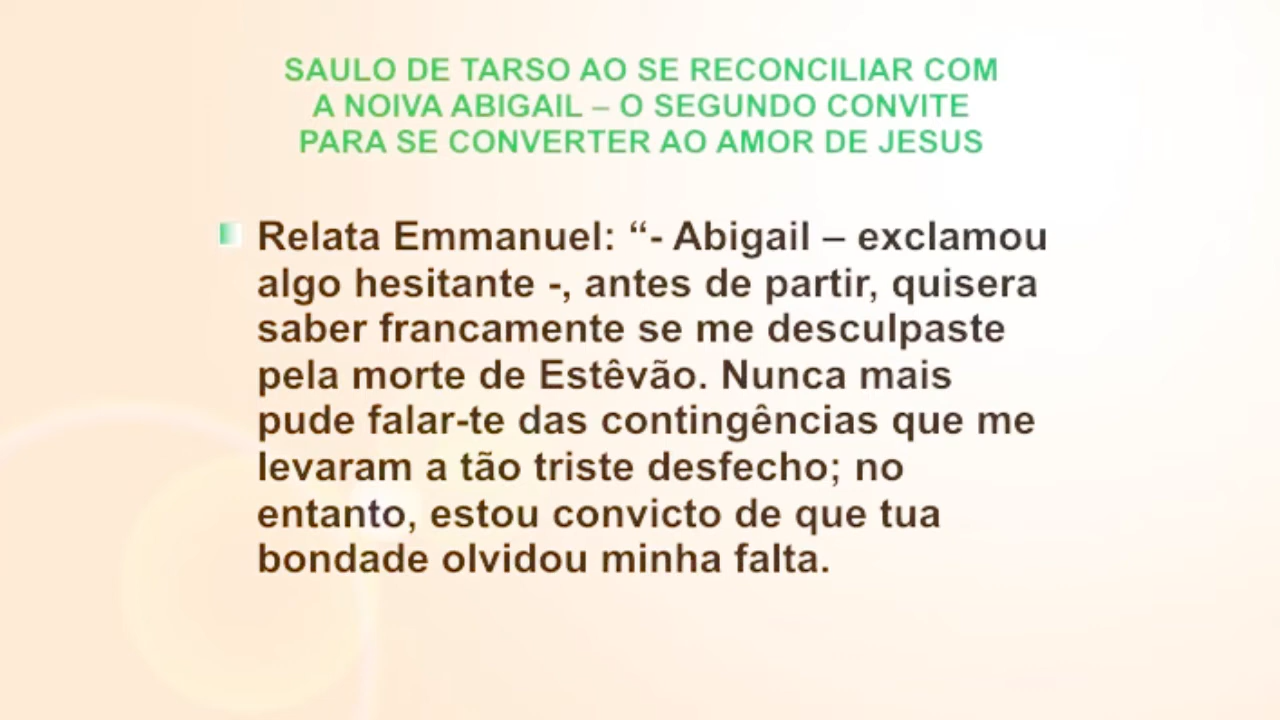 SAULO DE TARSO AO SE RECONCILIAR COM
A NOIVA ABIGAIL – O SEGUNDO CONVITE
PARA SE CONVERTER AO AMOR DE JESUS
Relata Emmanuel: “- Abigail – exclamou
algo hesitante -, antes de partir, quisera
saber francamente se me desculpaste
pela morte de Estêvão. Nunca mais
pude falar-te das contingências que me
levaram a tão triste desfecho; no
entanto, estou convicto de que tua
bondade olvidou minha falta.